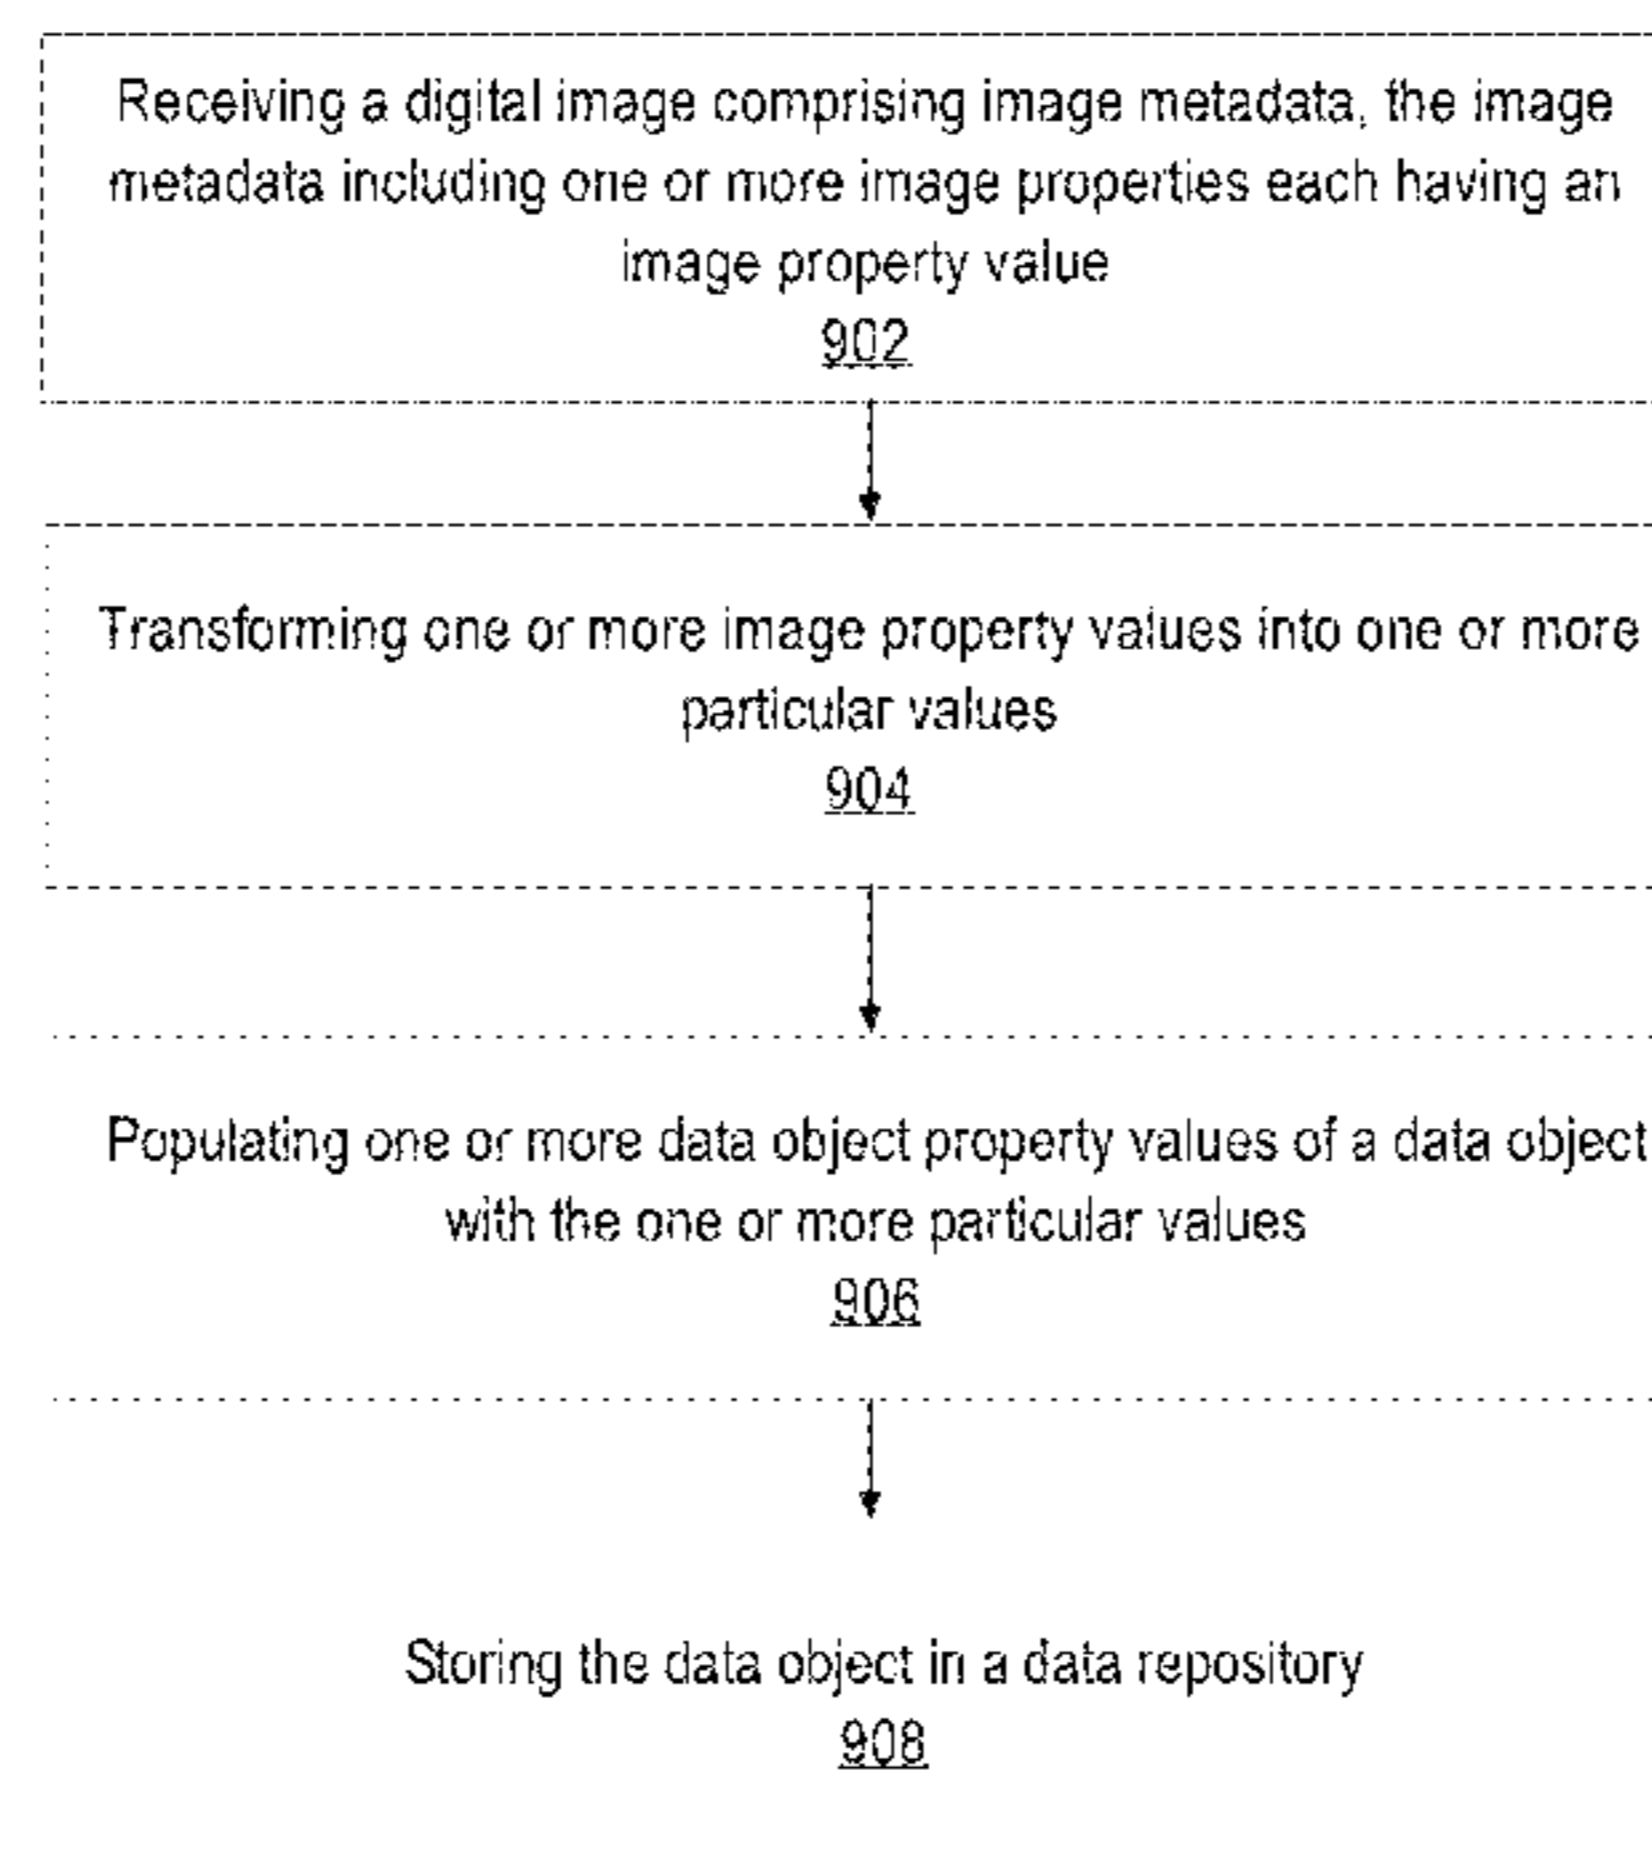 Receiving a digital image comprising image metadata, the image
metadata including one or more image properties each having an
image property value
902
Transforming one or more image property values into one or more
particular values
904
Populating one or more data object property values of a data object
with the one or more particular values
906
Storing the data object in a data repository
908